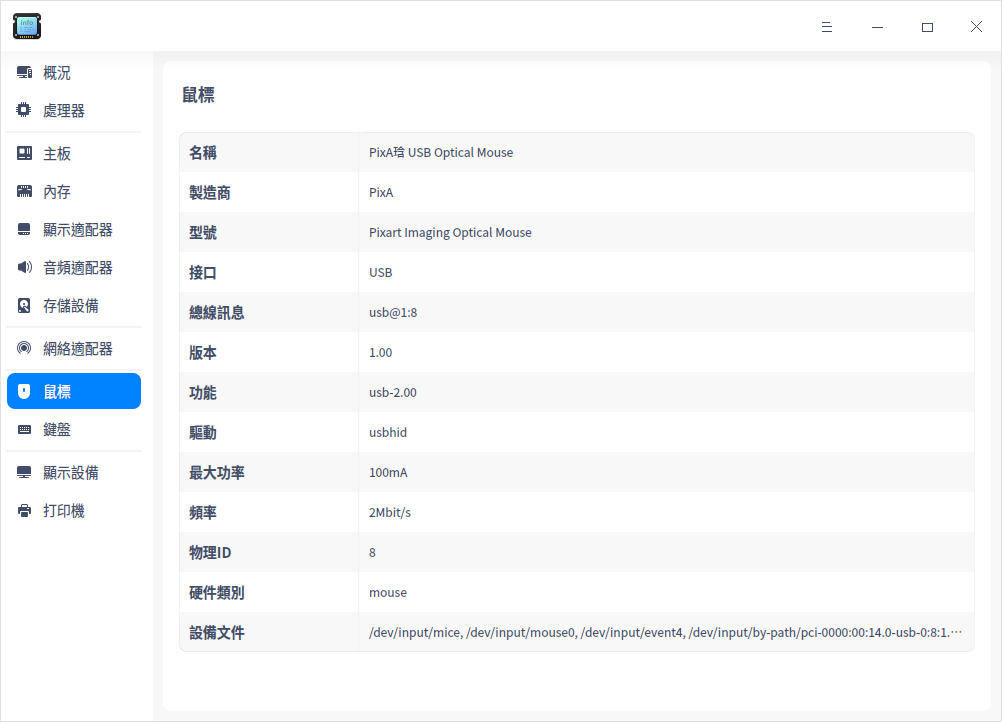 info
概況
處理器
主板
內存
顯示適配器
音頻適配器
存儲設備
網絡適配器
鼠標
鍵盤
顯示設備
打印機
鼠標
名稱 PixA琀 USB Optical Mouse
製造商 PixA
型號 Pixart Imaging Optical Mouse
接口 USB
總線訊息 usb@1:8
版本 1.00
功能 usb-2.00
驅動 usbhid
最大功率 100mA
頻率 2Mbit/s
物理ID 8
硬件類別 mouse
設備文件 /dev/input/mice, /dev/input/mouse0, /dev/input/event4, /dev/input/by-path/pci-0000:00:14.0-usb-0:8:1.⋯